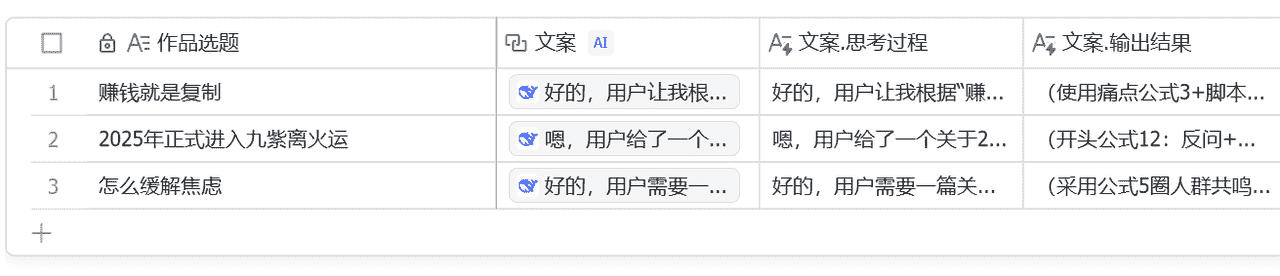 作品选题 文案 AI 文案.思考过程 文案.输出结果
1 赚钱就是复制 好的，用户让我根... 好的，用户让我根据“赚... （使用痛点公式3+脚本...
2 2025年正式进入九紫离火运 嗯，用户给了一个... 嗯，用户给了一个关于2... （开头公式12：反问+...
3 怎么缓解焦虑 好的，用户需要一... 好的，用户需要一篇关... （采用公式5圈人群共鸣...